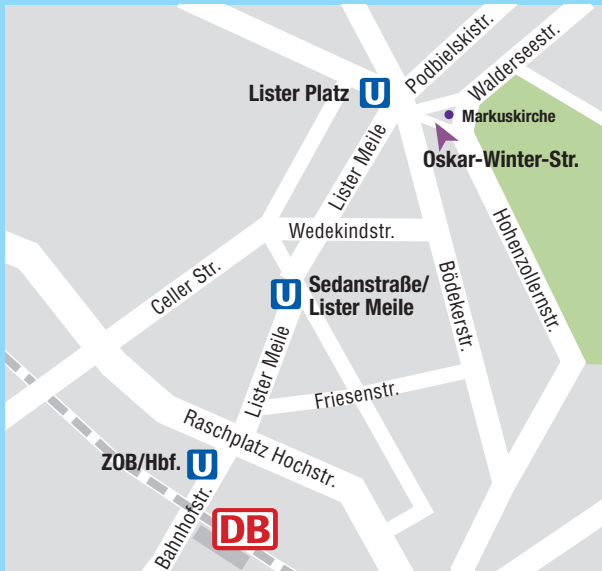 Podbielskistr.
Walderseestr.
Lister Platz U
Markuskirche
Oskar-Winter-Str.
Lister Meile
Wedekindstr.
Hohenzollernstr.
Celler Str.
Bödekerstr.
U Sedanstraße/
Lister Meile
Lister Meile
Friesenstr.
Raschplatz Hochstr.
ZOB/Hbf. U
Bahnhofstr.
DB